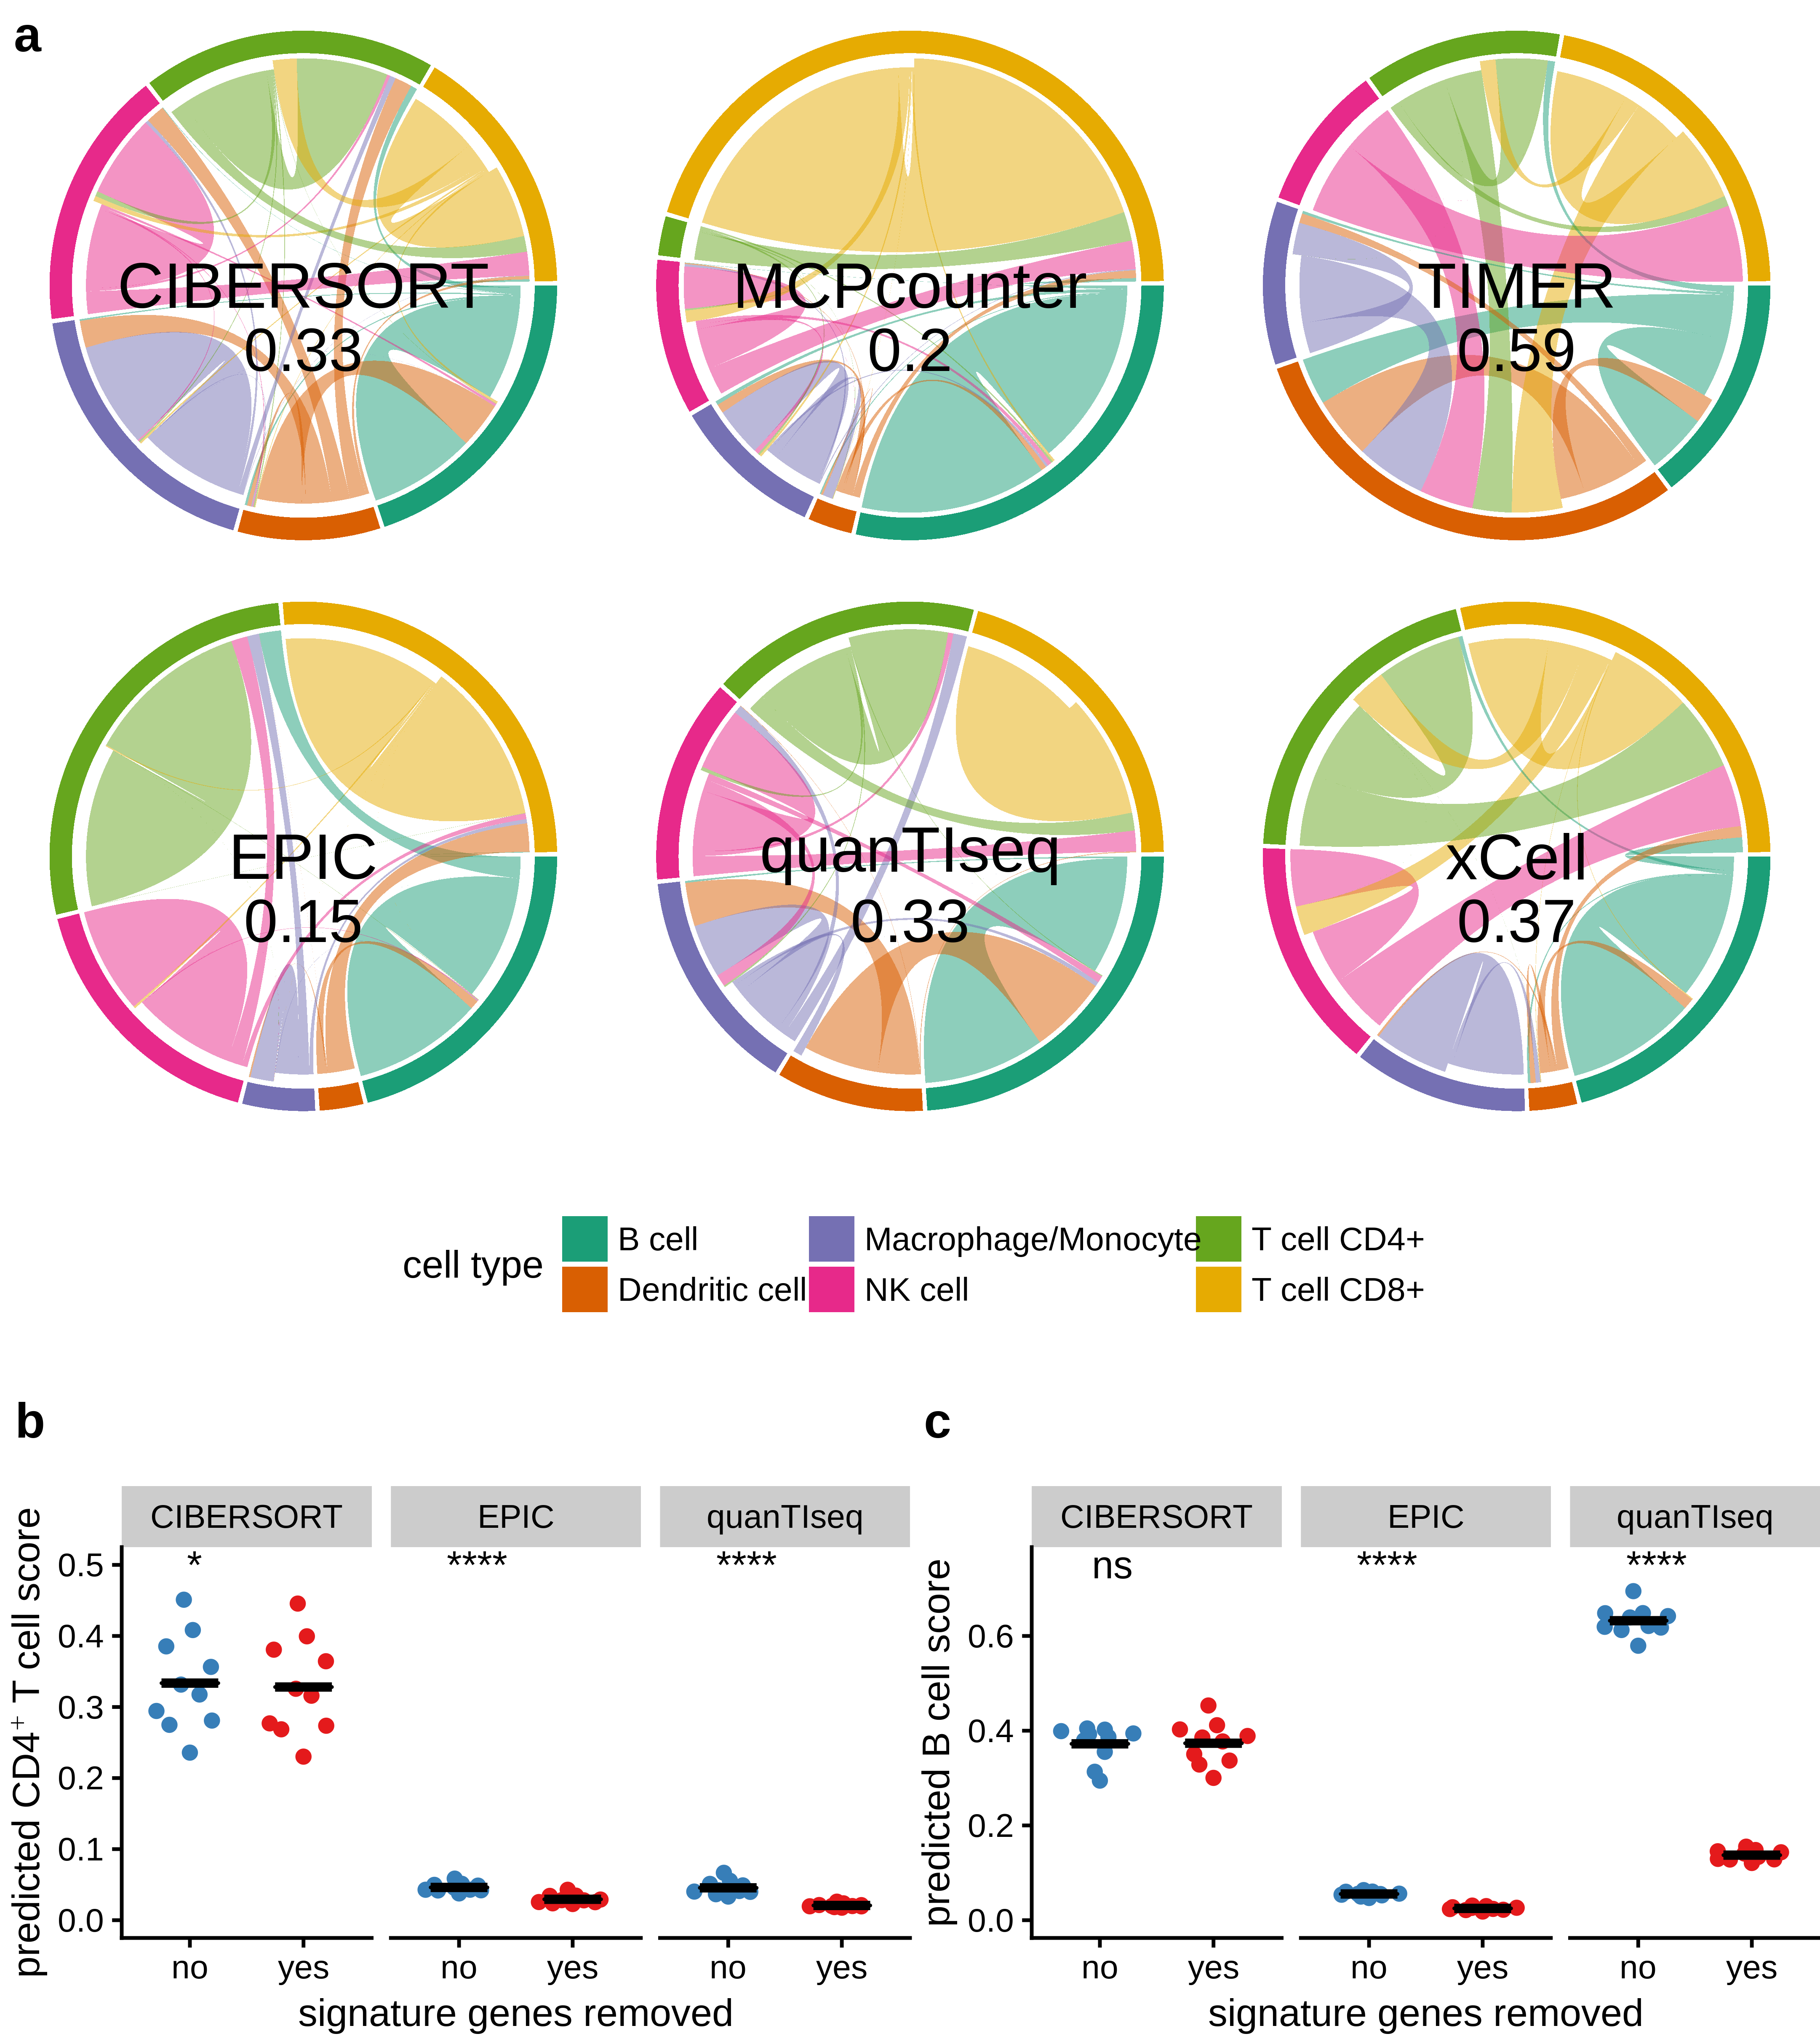 a
CIBERSORT
0.33
MCPcounter
0.2
TIMER
0.59
EPIC
0.15
quanTIseq
0.33
xCell
0.37
cell type
B cell
Macrophage/Monocyte
T cell CD4+
Dendritic cell
NK cell
T cell CD8+
b
predicted CD4+ T cell score
CIBERSORT
EPIC
quanTIseq
*
****
****
0.5
0.4
0.3
0.2
0.1
0.0
no
yes
no
yes
no
yes
signature genes removed
c
predicted B cell score
CIBERSORT
EPIC
quanTIseq
ns
****
****
0.6
0.4
0.2
0.0
no
yes
no
yes
no
yes
signature genes removed